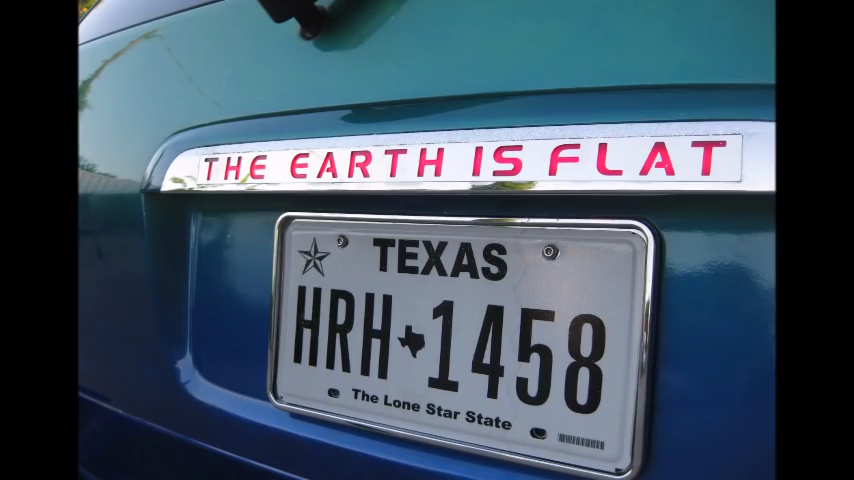 THE EARTH IS FLAT
TEXAS
HRH 1458
The Lone Star State